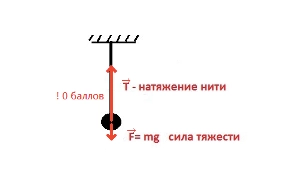 T - натяжение нити
! 0 баллов
F= mg сила тяжести